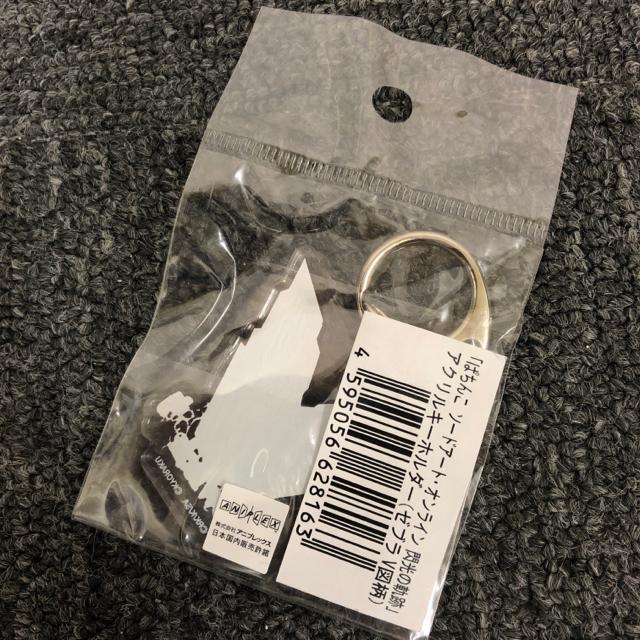 「ぱちんこ ソードアート・オンライン 閃光の軌跡」
アクリルキーホルダー(ゼブラV図柄)
4 595056 628163
ANIPLEX
株式会社アニプレックス
日本国内販売許諾